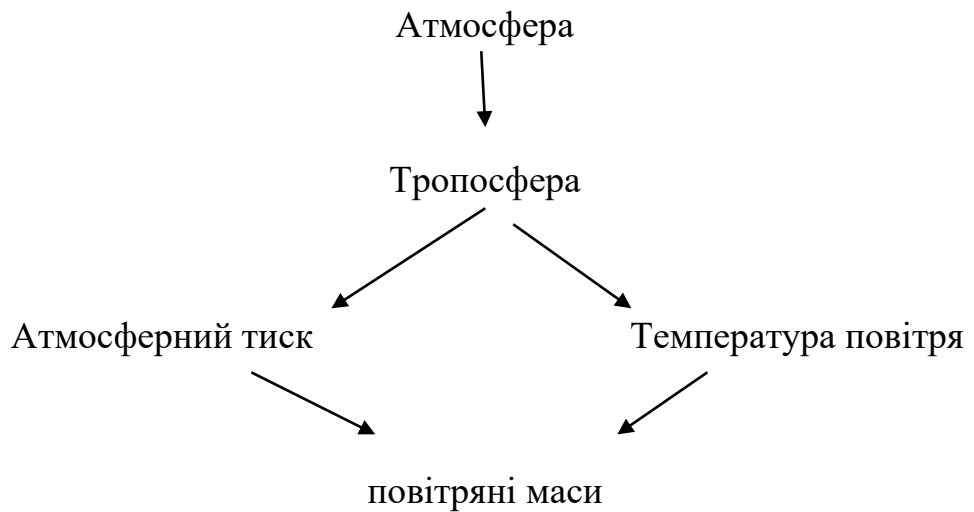 Атмосфера
Тропосфера
Атмосферний тиск
Температура повітря
повітряні маси